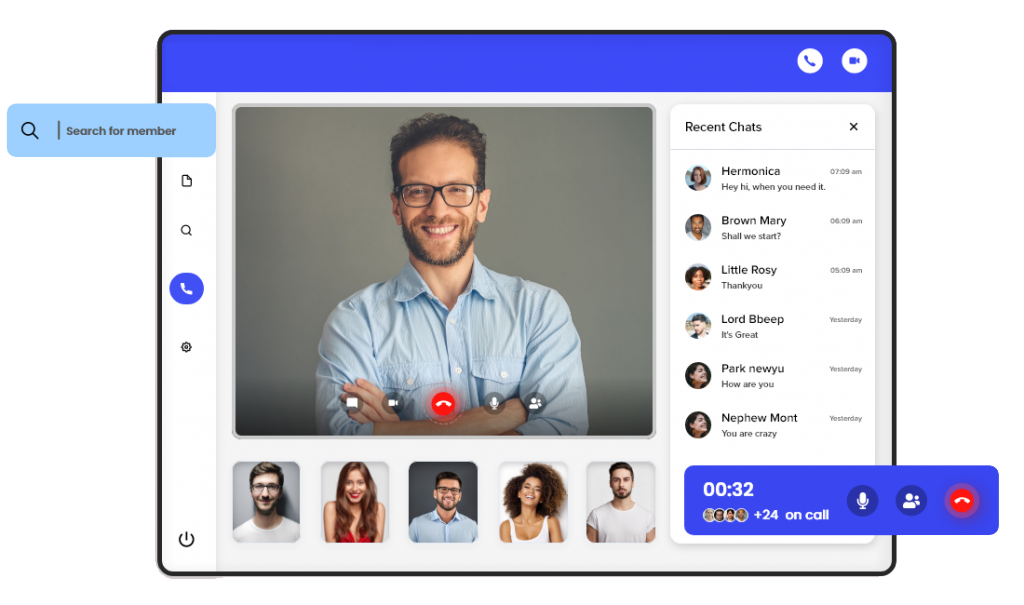 Search for member
Recent Chats
Hermonica 07:09 am
Hey hi, when you need it.
Brown Mary 06:09 am
Shall we start?
Little Rosy 05:09 am
Thankyou
Lord Bbeep Yesterday
It's Great
Park newyu Yesterday
How are you
Nephew Mont Yesterday
You are crazy
00:32
+24 on call